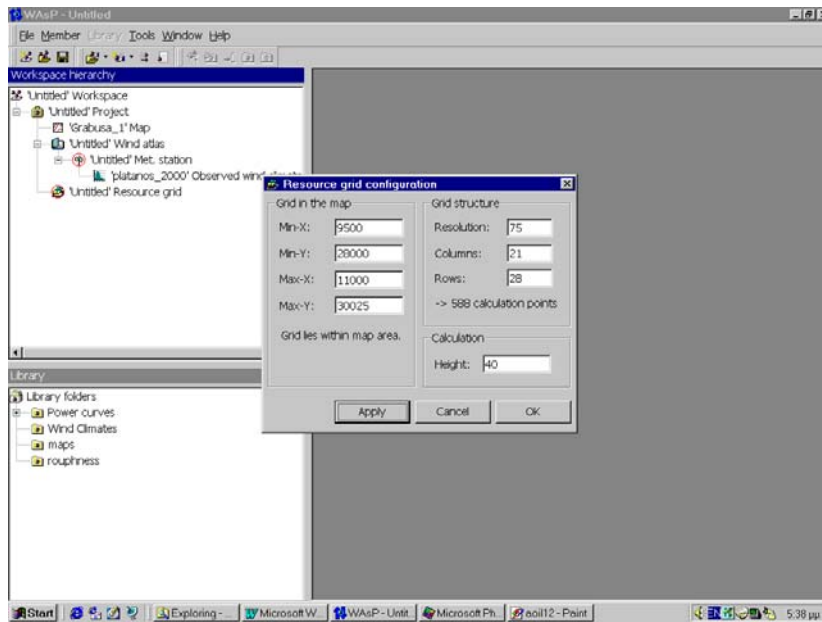 WAsP - Untitled
File Member Library Tools Window Help
Workspace hierarchy
'Untitled' Workspace
'Untitled' Project
'Grabusa_1' Map
'Untitled' Wind atlas
'Untitled' Met. station
'platanos_2000' Observed wind climate
'Untitled' Resource grid
Resource grid configuration
Grid in the map
Min-X: 9500
Min-Y: 28000
Max-X: 11000
Max-Y: 30025
Grid lies within map area.
Grid structure
Resolution: 75
Columns: 21
Rows: 28
-> 588 calculation points
Calculation
Height: 40
Apply Cancel OK
Library
Library folders
Power curves
Wind Climates
maps
rouphness
Start Exploring - ... Microsoft W... WAsP - Untit... Microsoft Ph... aoil12 - Paint EN 5:38 μμ